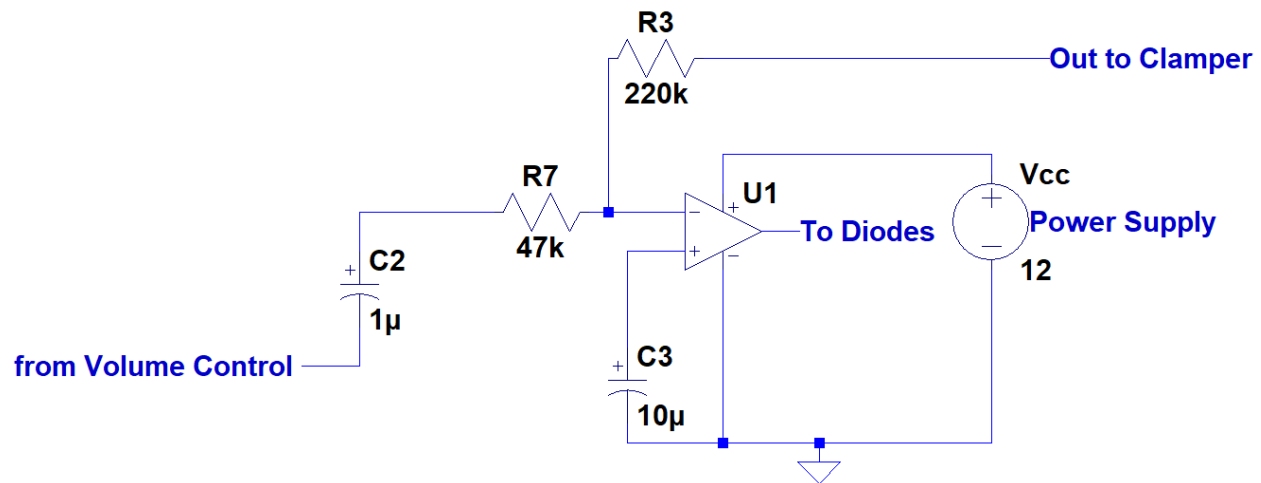 R3
220k
Out to Clamper
R7
47k
U1
To Diodes
Vcc
Power Supply
12
C2
1µ
from Volume Control
C3
10µ